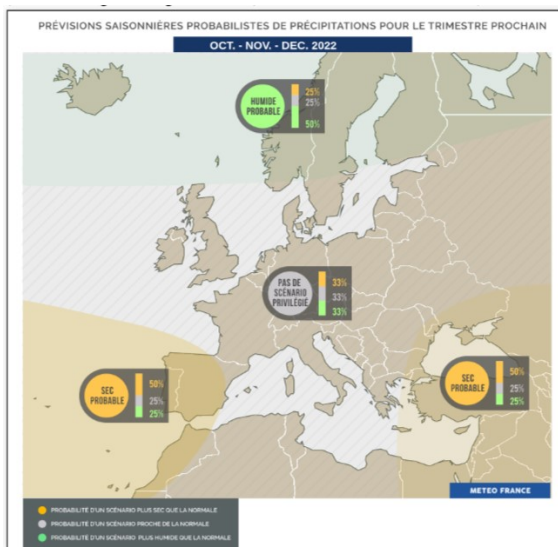 PRÉVISIONS SAISONNIÈRES PROBABILISTES DE PRÉCIPITATIONS POUR LE TRIMESTRE PROCHAIN
OCT. - NOV. - DEC. 2022
HUMIDE
PROBABLE
25%
25%
50%
PAS DE
SCÉNARIO
PRIVILÉGIÉ
33%
33%
33%
SEC
PROBABLE
50%
25%
25%
SEC
PROBABLE
50%
25%
25%
METEO FRANCE
PROBABILITÉ D'UN SCÉNARIO PLUS SEC QUE LA NORMALE
PROBABILITÉ D'UN SCÉNARIO PROCHE DE LA NORMALE
PROBABILITÉ D'UN SCÉNARIO PLUS HUMIDE QUE LA NORMALE